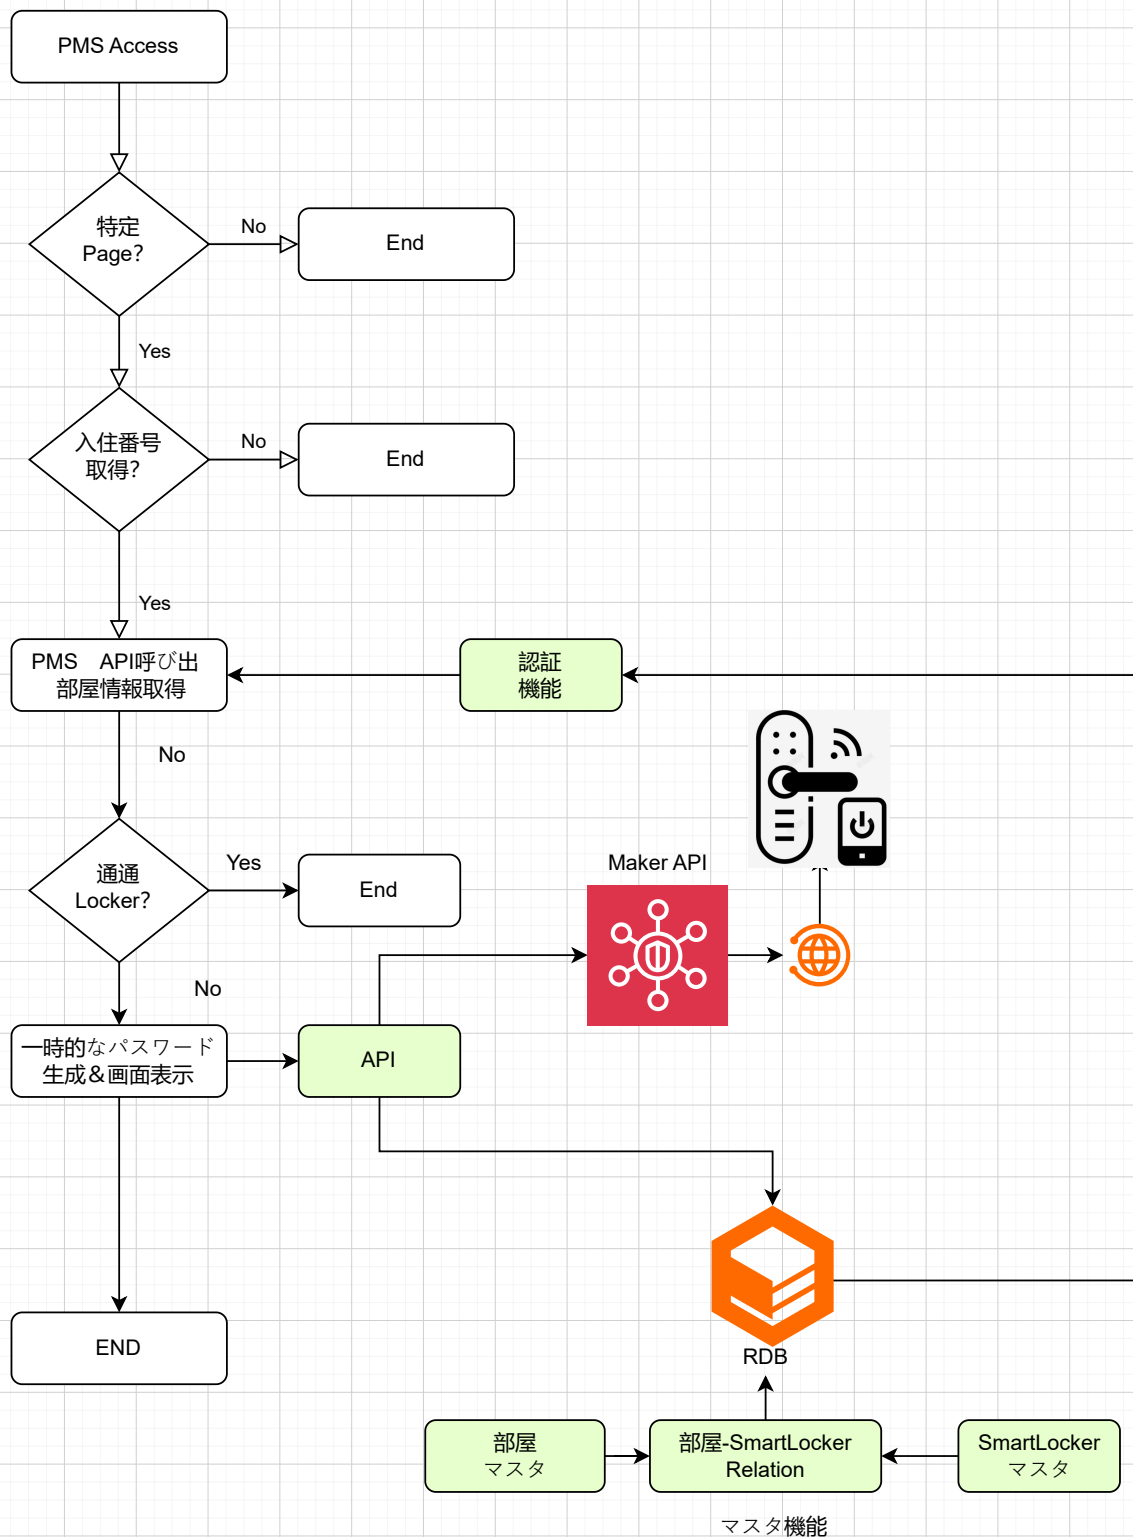 PMS Access
特定
Page?
No
End
Yes
入住番号
取得?
No
End
Yes
PMS　API呼び出
部屋情報取得
認証
機能
No
通通
Locker?
Yes
End
Maker API
No
一時的なパスワード
生成＆画面表示
API
END
RDB
部屋
マスタ
部屋-SmartLocker
Relation
SmartLocker
マスタ
マスタ機能